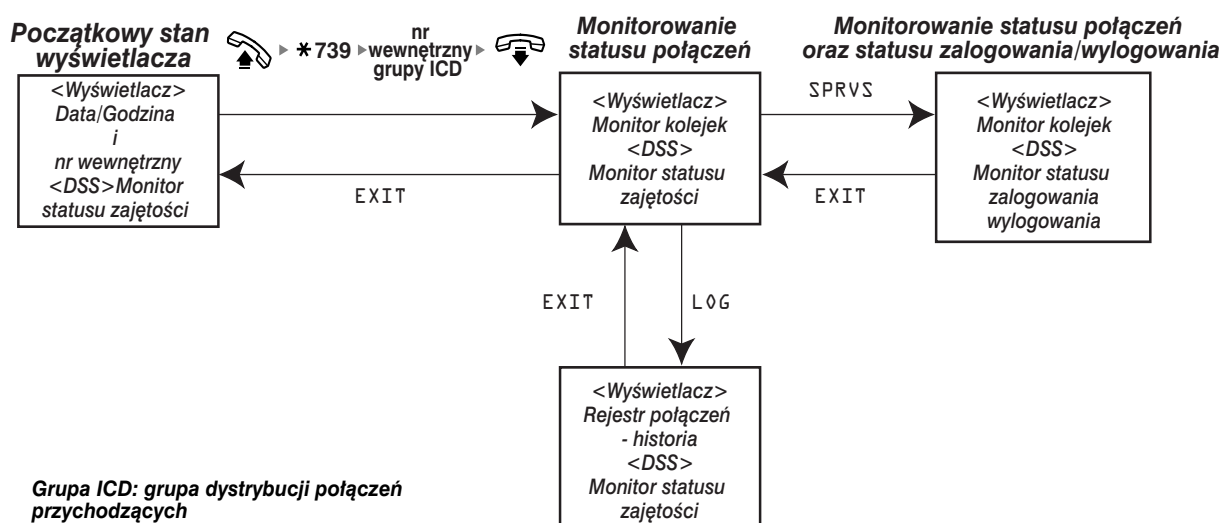 Początkowy stan
wyświetlacza
*739
nr
wewnętrzny
grupy ICD
Monitorowanie
statusu połączeń
Monitorowanie statusu połączeń
oraz statusu zalogowania/wylogowania
<Wyświetlacz>
Data/Godzina
i
nr wewnętrzny
<DSS>Monitor
statusu zajętości
EXIT
<Wyświetlacz>
Monitor kolejek
<DSS>
Monitor statusu
zajętości
SPRVS
EXIT
<Wyświetlacz>
Monitor kolejek
<DSS>
Monitor statusu
zalogowania
wylogowania
EXIT
LOG
<Wyświetlacz>
Rejestr połączeń
- historia
<DSS>
Monitor statusu
zajętości
Grupa ICD: grupa dystrybucji połączeń
przychodzących